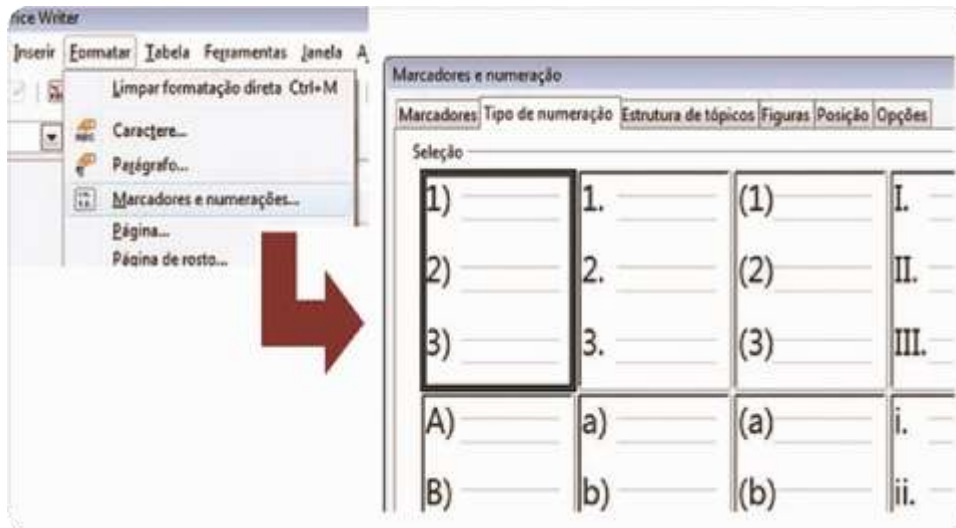 rice Writer
Inserir Formatar Tabela Ferramentas Janela A
Limpar formatação direta Ctrl+M
Caractere...
Parágrafo...
Marcadores e numerações...
Página...
Página de rosto...
Marcadores e numeração
Marcadores Tipo de numeração Estrutura de tópicos Figuras Posição Opções
Seleção
1) 1. (1) I.
2) 2. (2) II.
3) 3. (3) III.
A) a) (a) i.
B) b) (b) ii.